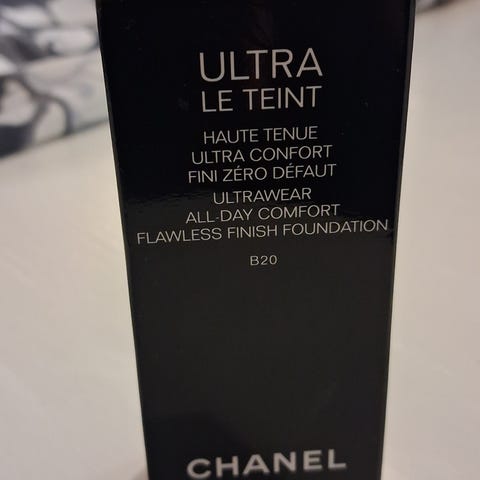 ULTRA
LE TEINT
HAUTE TENUE
ULTRA CONFORT
FINI ZÉRO DÉFAUT
ULTRAWEAR
ALL-DAY COMFORT
FLAWLESS FINISH FOUNDATION
B20
CHANEL